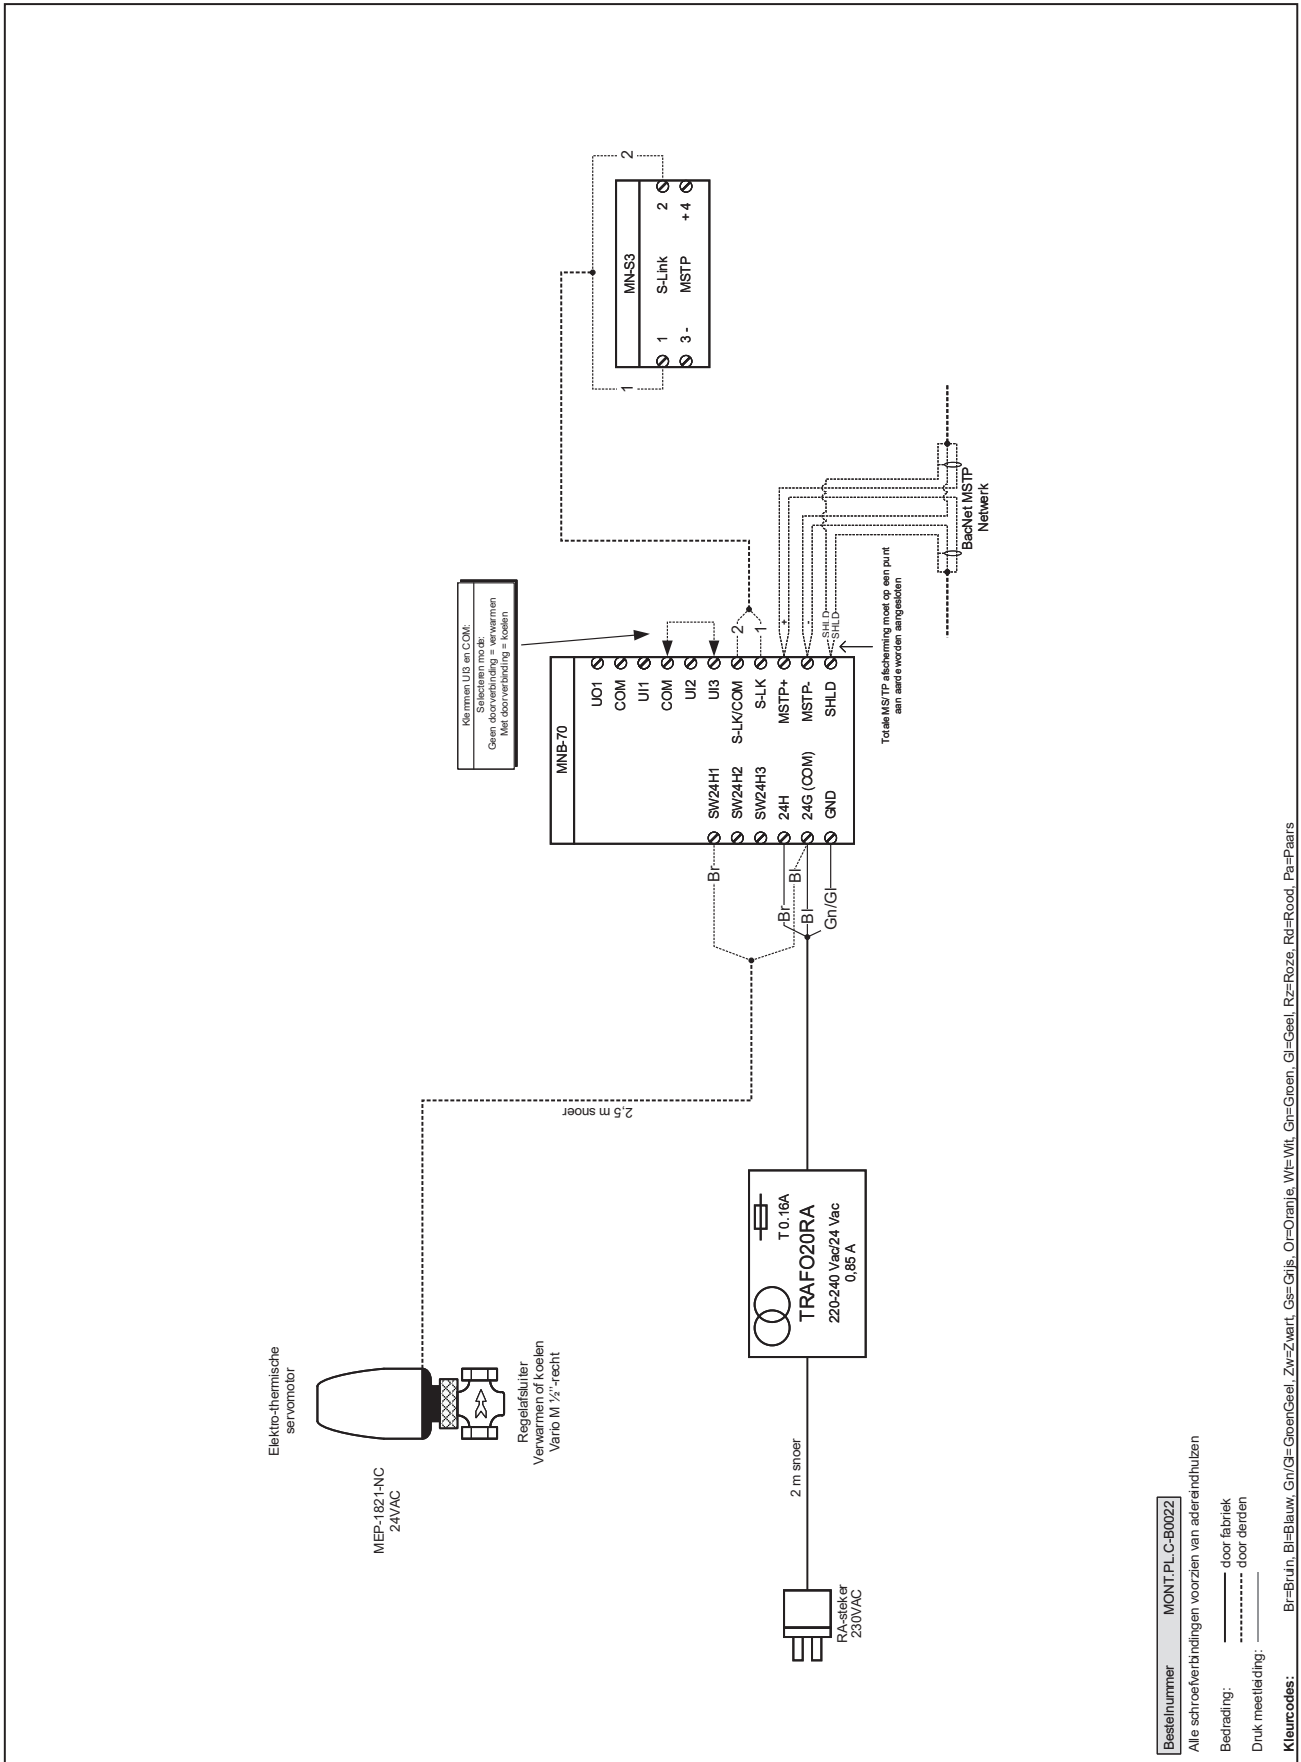 Elektro-thermische
servomotor
MEP-1821-NC
24VAC
Regelafsluiter
Verwarmen of koelen
Vario M ½"-recht
2,5 m snoer
Klemmen UI3 en COM:
Selecteren mode:
Geen doorverbinding = verwarmen
Met doorverbinding = koelen
MNB-70
UO1
COM
UI1
COM
UI2
SW24H1
UI3
SW24H2
S-LK/COM
SW24H3
S-LK
24H
MSTP+
24G (COM)
MSTP-
GND
SHLD
Br
Bl
Br
Bl
Gn/Gl
2
1
+
-
SHLD
SHLD
Totale MS/TP afscherming moet op een punt
aan aarde worden aangesloten
BacNet MSTP
Netwerk
1
2
MN-S3
1 S-Link 2
3 - MSTP + 4
RA-steker
230VAC
2 m snoer
T 0.16A
TRAFO20RA
220-240 Vac/24 Vac
0,85 A
Bestelnummer MONT.PL.C-B0022
Alle schroefverbindingen voorzien van adereindhulzen
Bedrading: door fabriek
door derden
Druk meetleiding:
Kleurcodes: Br=Bruin, Bl=Blauw, Gn/Gl=GroenGeel, Zw=Zwart, Gs=Grijs, Or=Oranje, Wt=Wit, Gn=Groen, Gl=Geel, Rz=Roze, Rd=Rood, Pa=Paars